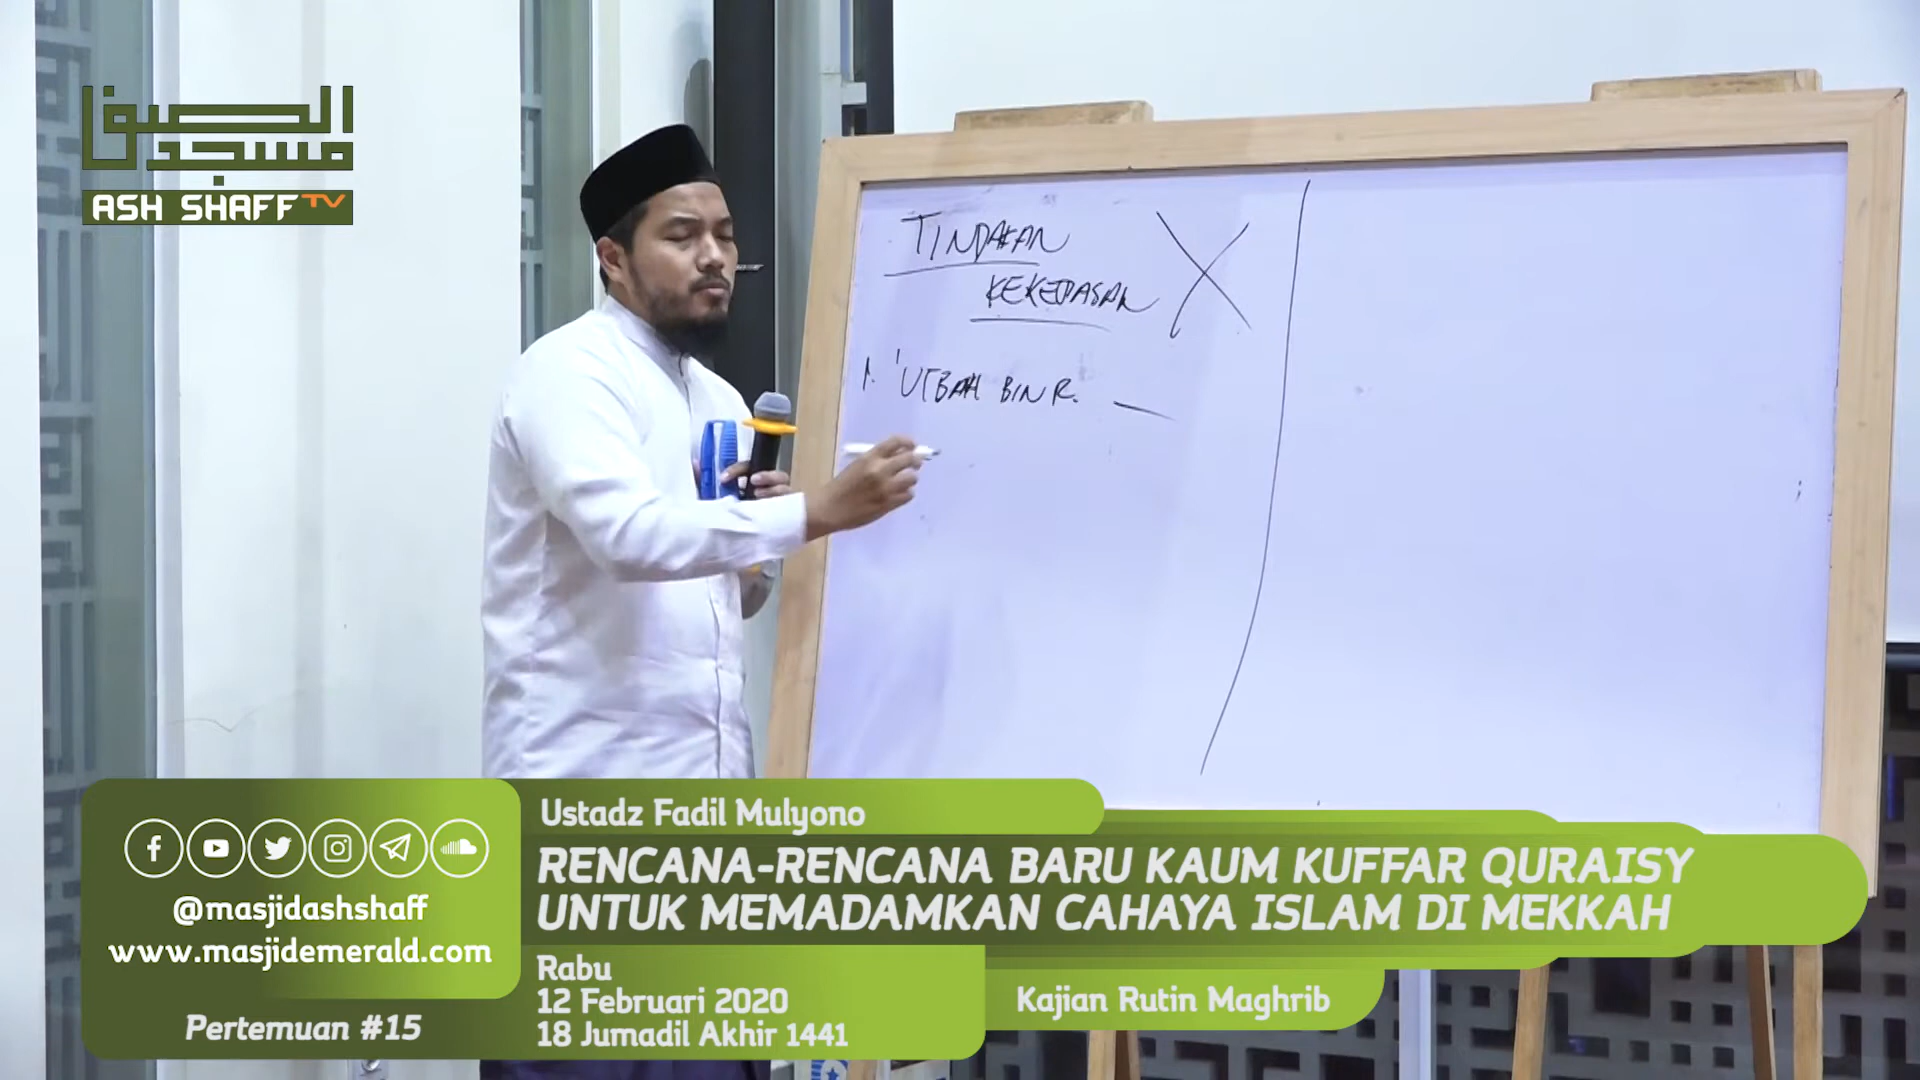 الصف
مسجد
ASH SHAFF TV
TINDAKAN
KEKERASAN
1. 'UTBAH BIN R.
Ustadz Fadil Mulyono
RENCANA-RENCANA BARU KAUM KUFFAR QURAISY
UNTUK MEMADAMKAN CAHAYA ISLAM DI MEKKAH
@masjidashshaff
www.masjidemerald.com
Pertemuan #15
Rabu
12 Februari 2020
18 Jumadil Akhir 1441
Kajian Rutin Maghrib